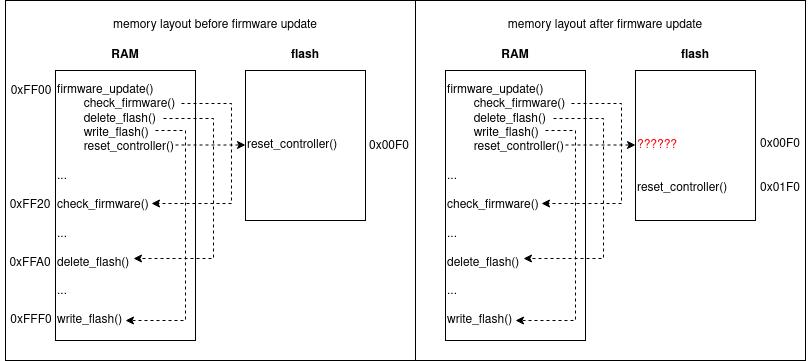 memory layout before firmware update
RAM
flash
0xFF00
firmware_update()
check_firmware()
delete_flash()
write_flash()
reset_controller()
reset_controller()
0x00F0
...
0xFF20
check_firmware()
...
0xFFA0
delete_flash()
...
0xFFF0
write_flash()
memory layout after firmware update
RAM
flash
firmware_update()
check_firmware()
delete_flash()
write_flash()
reset_controller()
??????
0x00F0
...
reset_controller()
0x01F0
check_firmware()
...
delete_flash()
...
write_flash()